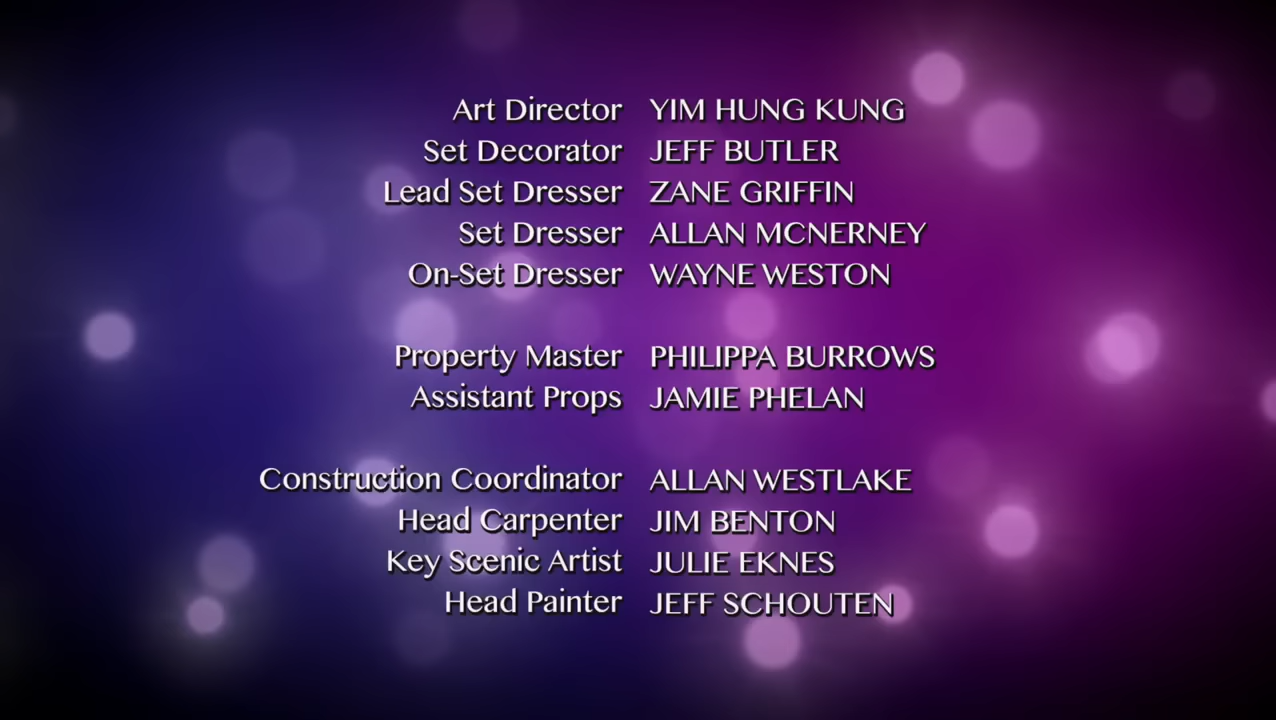 Art Director YIM HUNG KUNG
Set Decorator JEFF BUTLER
Lead Set Dresser ZANE GRIFFIN
Set Dresser ALLAN MCNERNEY
On-Set Dresser WAYNE WESTON
Property Master PHILIPPA BURROWS
Assistant Props JAMIE PHELAN
Construction Coordinator ALLAN WESTLAKE
Head Carpenter JIM BENTON
Key Scenic Artist JULIE EKNES
Head Painter JEFF SCHOUTEN